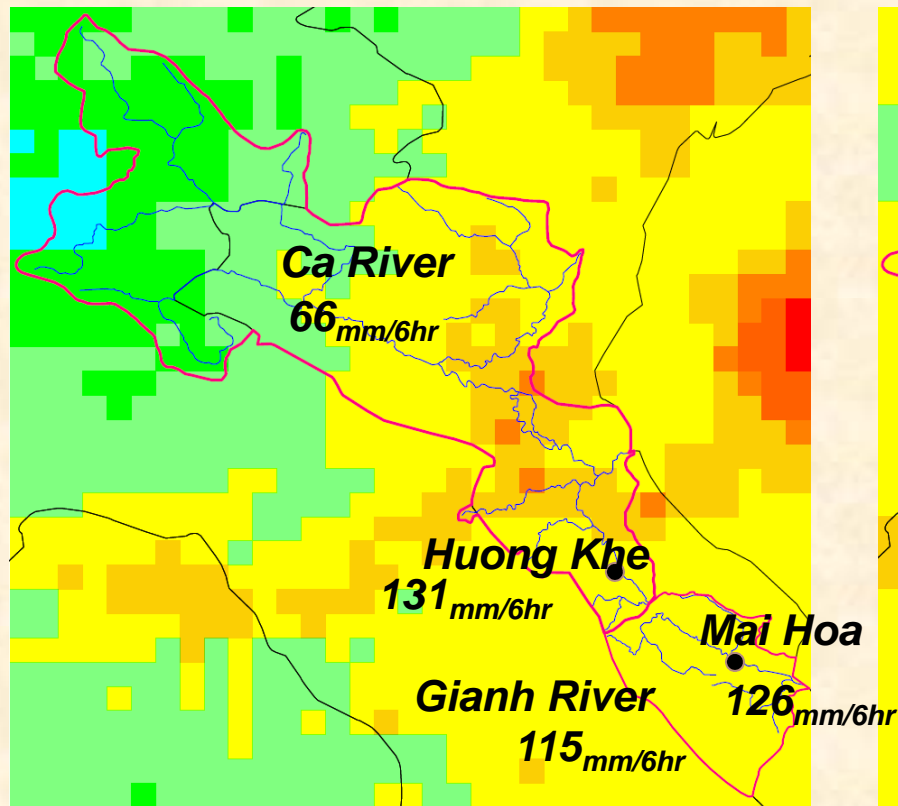 Ca River
66mm/6hr
Huong Khe
131mm/6hr
Mai Hoa
126mm/6hr
Gianh River
115mm/6hr